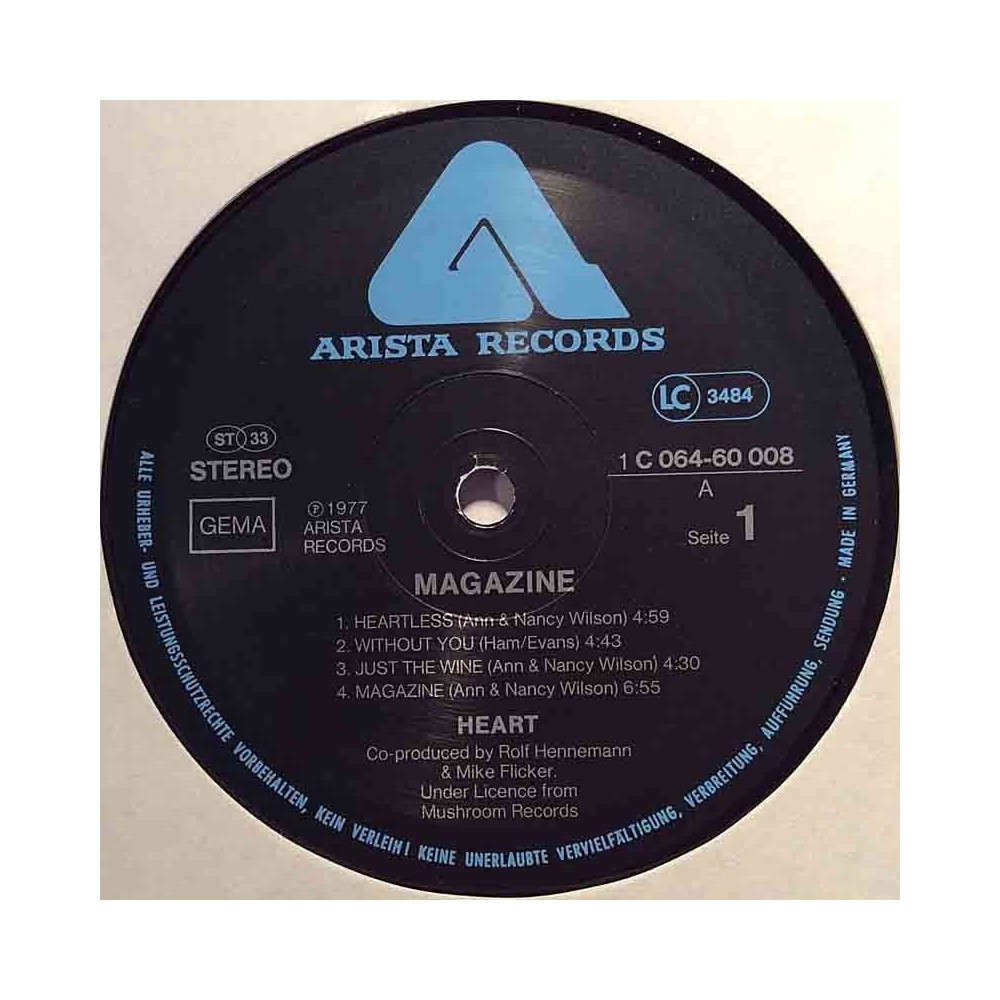 ARISTA RECORDS
LC 3484
ST 33
STEREO
GEMA
℗ 1977
ARISTA
RECORDS
1 C 064-60 008
A
Seite 1
MAGAZINE
1. HEARTLESS (Ann & Nancy Wilson) 4:59
2. WITHOUT YOU (Ham/Evans) 4:43
3. JUST THE WINE (Ann & Nancy Wilson) 4:30
4. MAGAZINE (Ann & Nancy Wilson) 6:55
HEART
Co-produced by Rolf Hennemann
& Mike Flicker.
Under Licence from
Mushroom Records
ALLE URHEBER- UND LEISTUNGSSCHUTZRECHTE VORBEHALTEN, KEIN VERLEIH! KEINE UNERLAUBTE VERVIELFÄLTIGUNG, VERBREITUNG, AUFFÜHRUNG, SENDUNG · MADE IN GERMANY